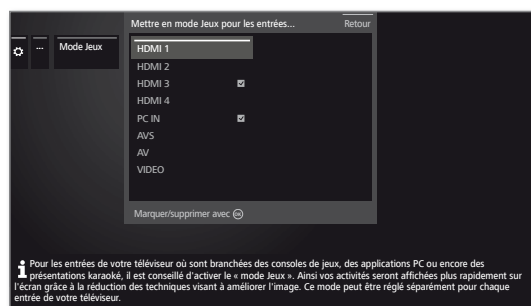 Mettre en mode Jeux pour les entrées... Retour
... Mode Jeux
HDMI 1
HDMI 2
HDMI 3
HDMI 4
PC IN
AVS
AV
VIDEO
Marquer/supprimer avec OK
Pour les entrées de votre téléviseur où sont branchées des consoles de jeux, des applications PC ou encore des
présentations karaoké, il est conseillé d'activer le « mode Jeux ». Ainsi vos activités seront affichées plus rapidement sur
l'écran grâce à la réduction des techniques visant à améliorer l'image. Ce mode peut être réglé séparément pour chaque
entrée de votre téléviseur.